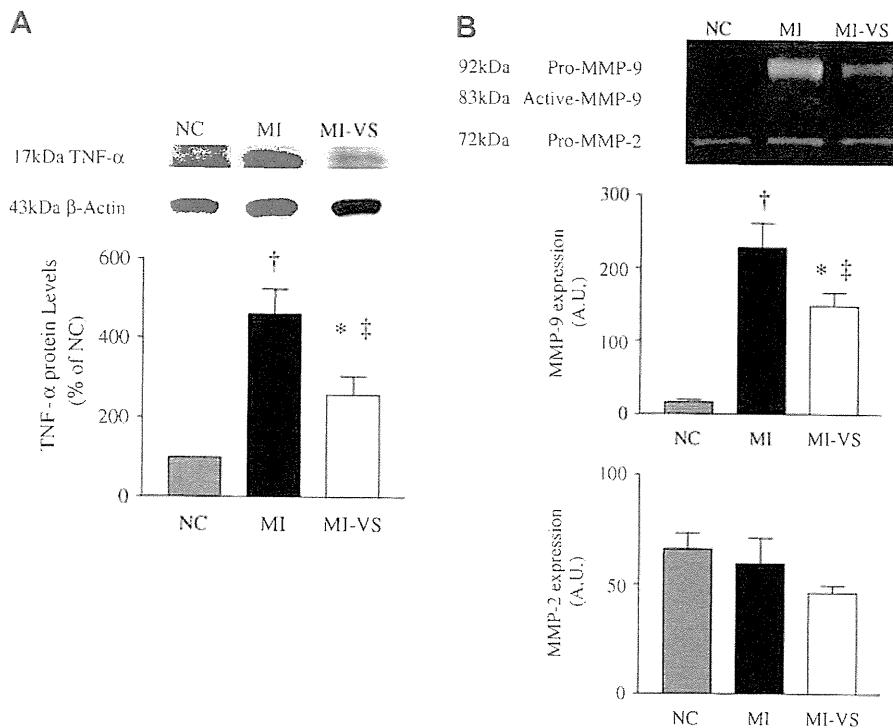 A
NC MI MI-VS
17kDa TNF-α
43kDa β-Actin
TNF-α protein Levels
(% of NC)
600
400
200
0
†
* ‡
NC MI MI-VS
B
NC MI MI-VS
92kDa Pro-MMP-9
83kDa Active-MMP-9
72kDa Pro-MMP-2
MMP-9 expression
(A.U.)
300
200
100
0
†
* ‡
NC MI MI-VS
MMP-2 expression
(A.U.)
100
50
0
NC MI MI-VS